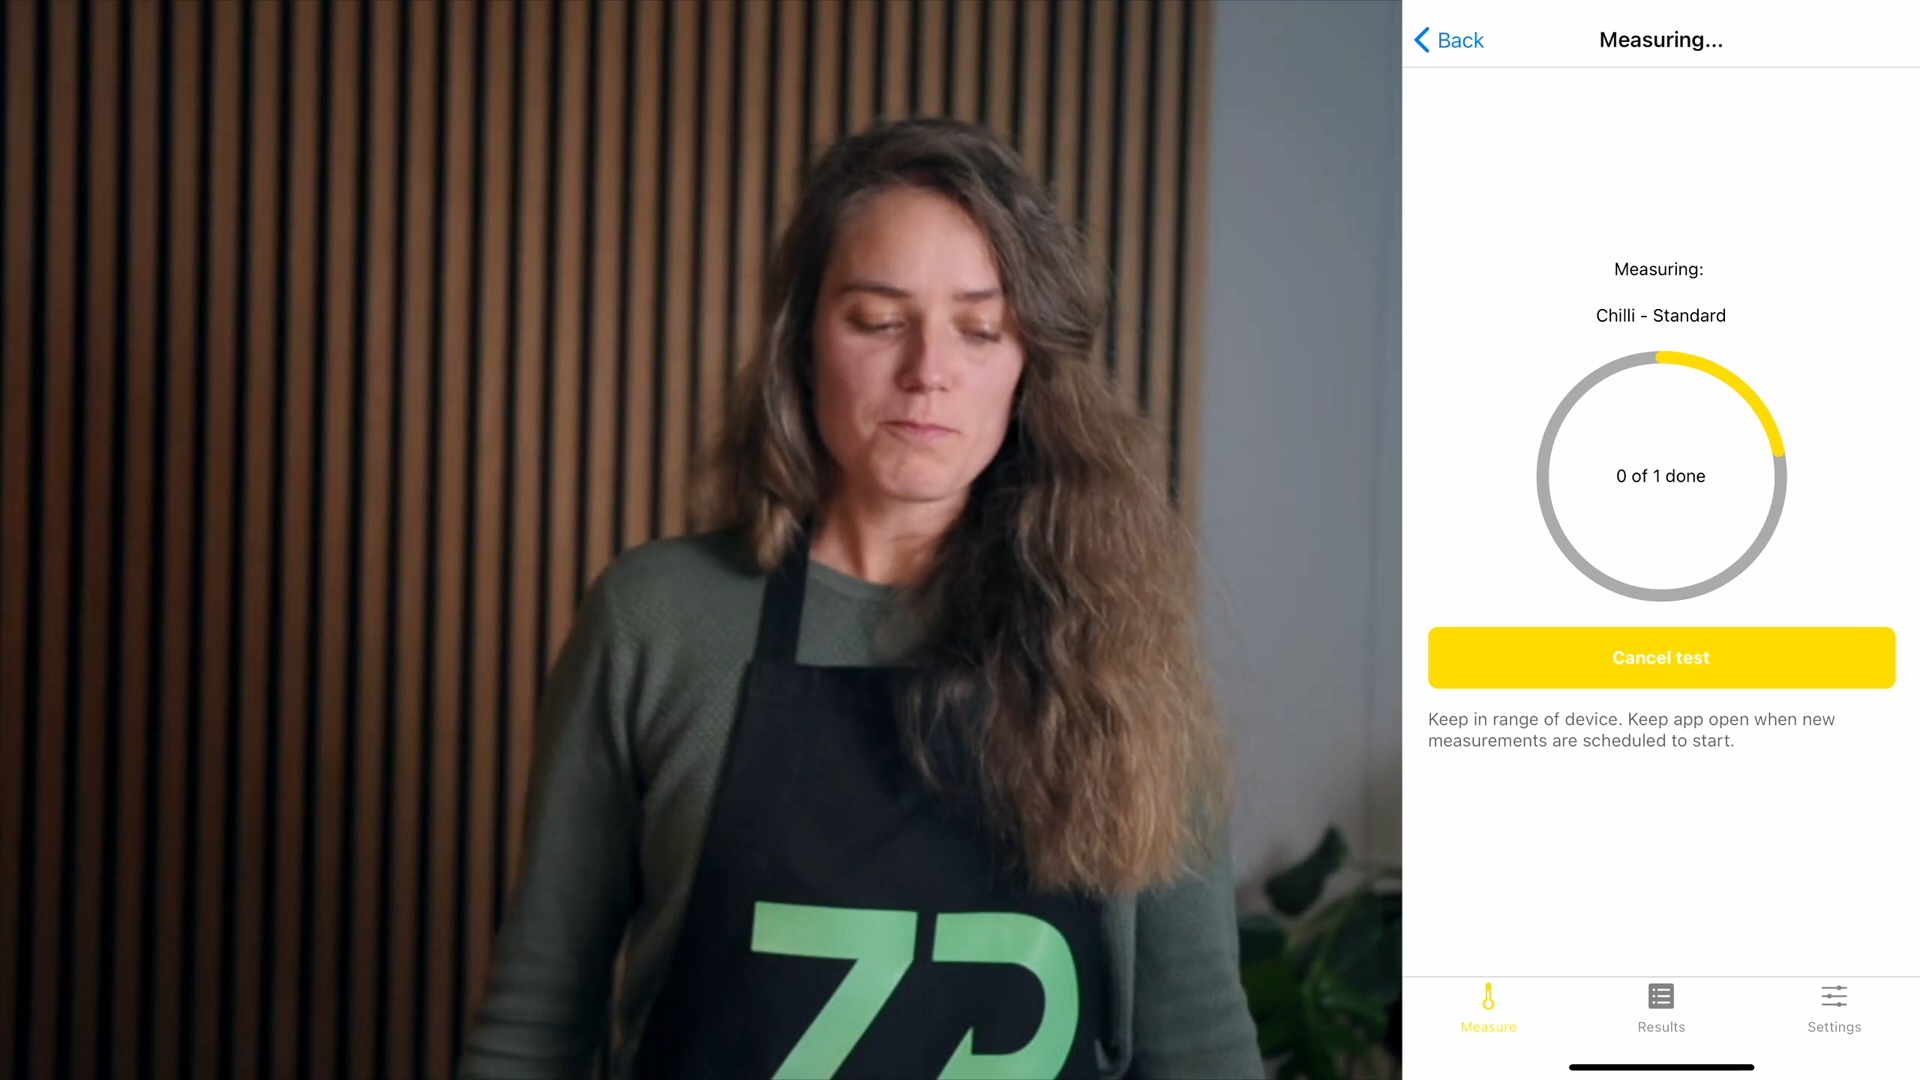 Back
Measuring...
Measuring:
Chilli - Standard
0 of 1 done
Cancel test
Keep in range of device. Keep app open when new
measurements are scheduled to start.
Measure
Results
Settings